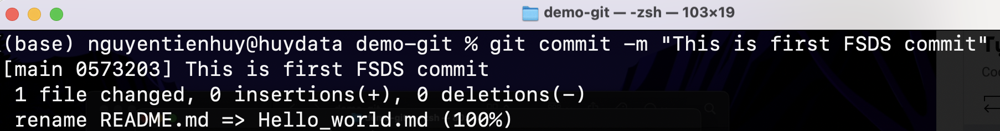 demo-git — -zsh — 103×19
(base) nguyentienhuy@huydata demo-git % git commit -m "This is first FSDS commit"
[main 0573203] This is first FSDS commit
1 file changed, 0 insertions(+), 0 deletions(-)
rename README.md => Hello_world.md (100%)